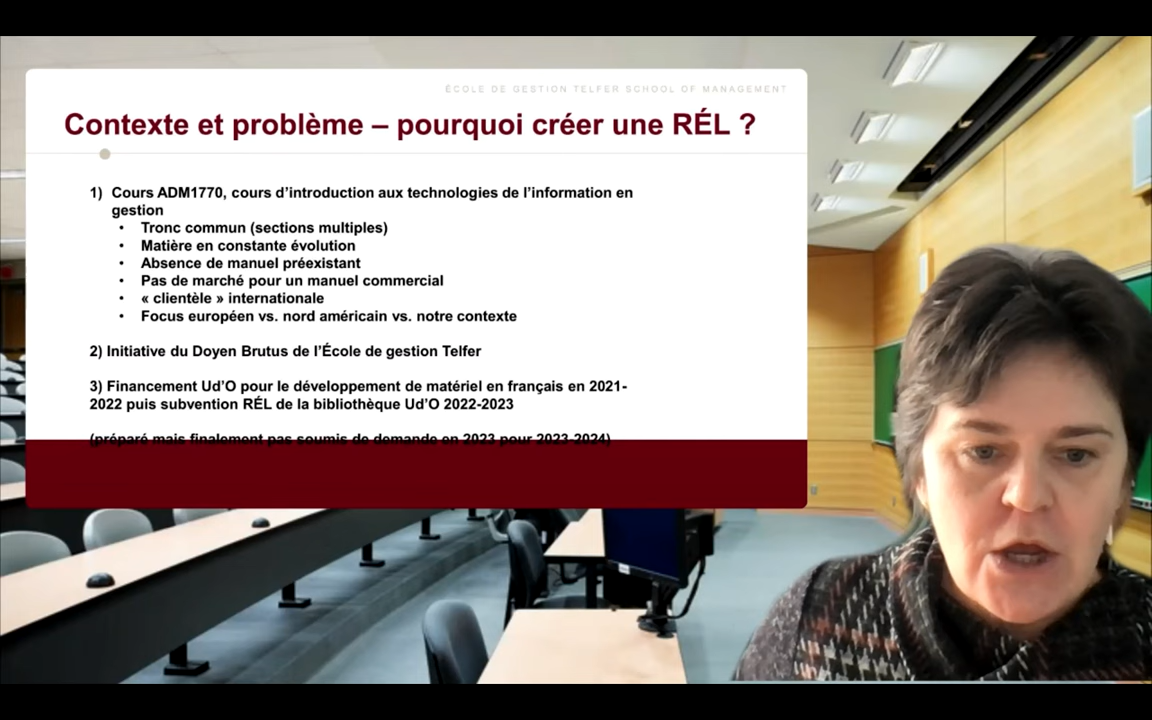 ÉCOLE DE GESTION TELFER SCHOOL OF MANAGEMENT
Contexte et problème – pourquoi créer une RÉL ?
1) Cours ADM1770, cours d’introduction aux technologies de l’information en
gestion
• Tronc commun (sections multiples)
• Matière en constante évolution
• Absence de manuel préexistant
• Pas de marché pour un manuel commercial
• « clientèle » internationale
• Focus européen vs. nord américain vs. notre contexte
2) Initiative du Doyen Brutus de l’École de gestion Telfer
3) Financement Ud’O pour le développement de matériel en français en 2021-
2022 puis subvention RÉL de la bibliothèque Ud’O 2022-2023
(préparé mais finalement pas soumis de demande en 2023 pour 2023-2024)